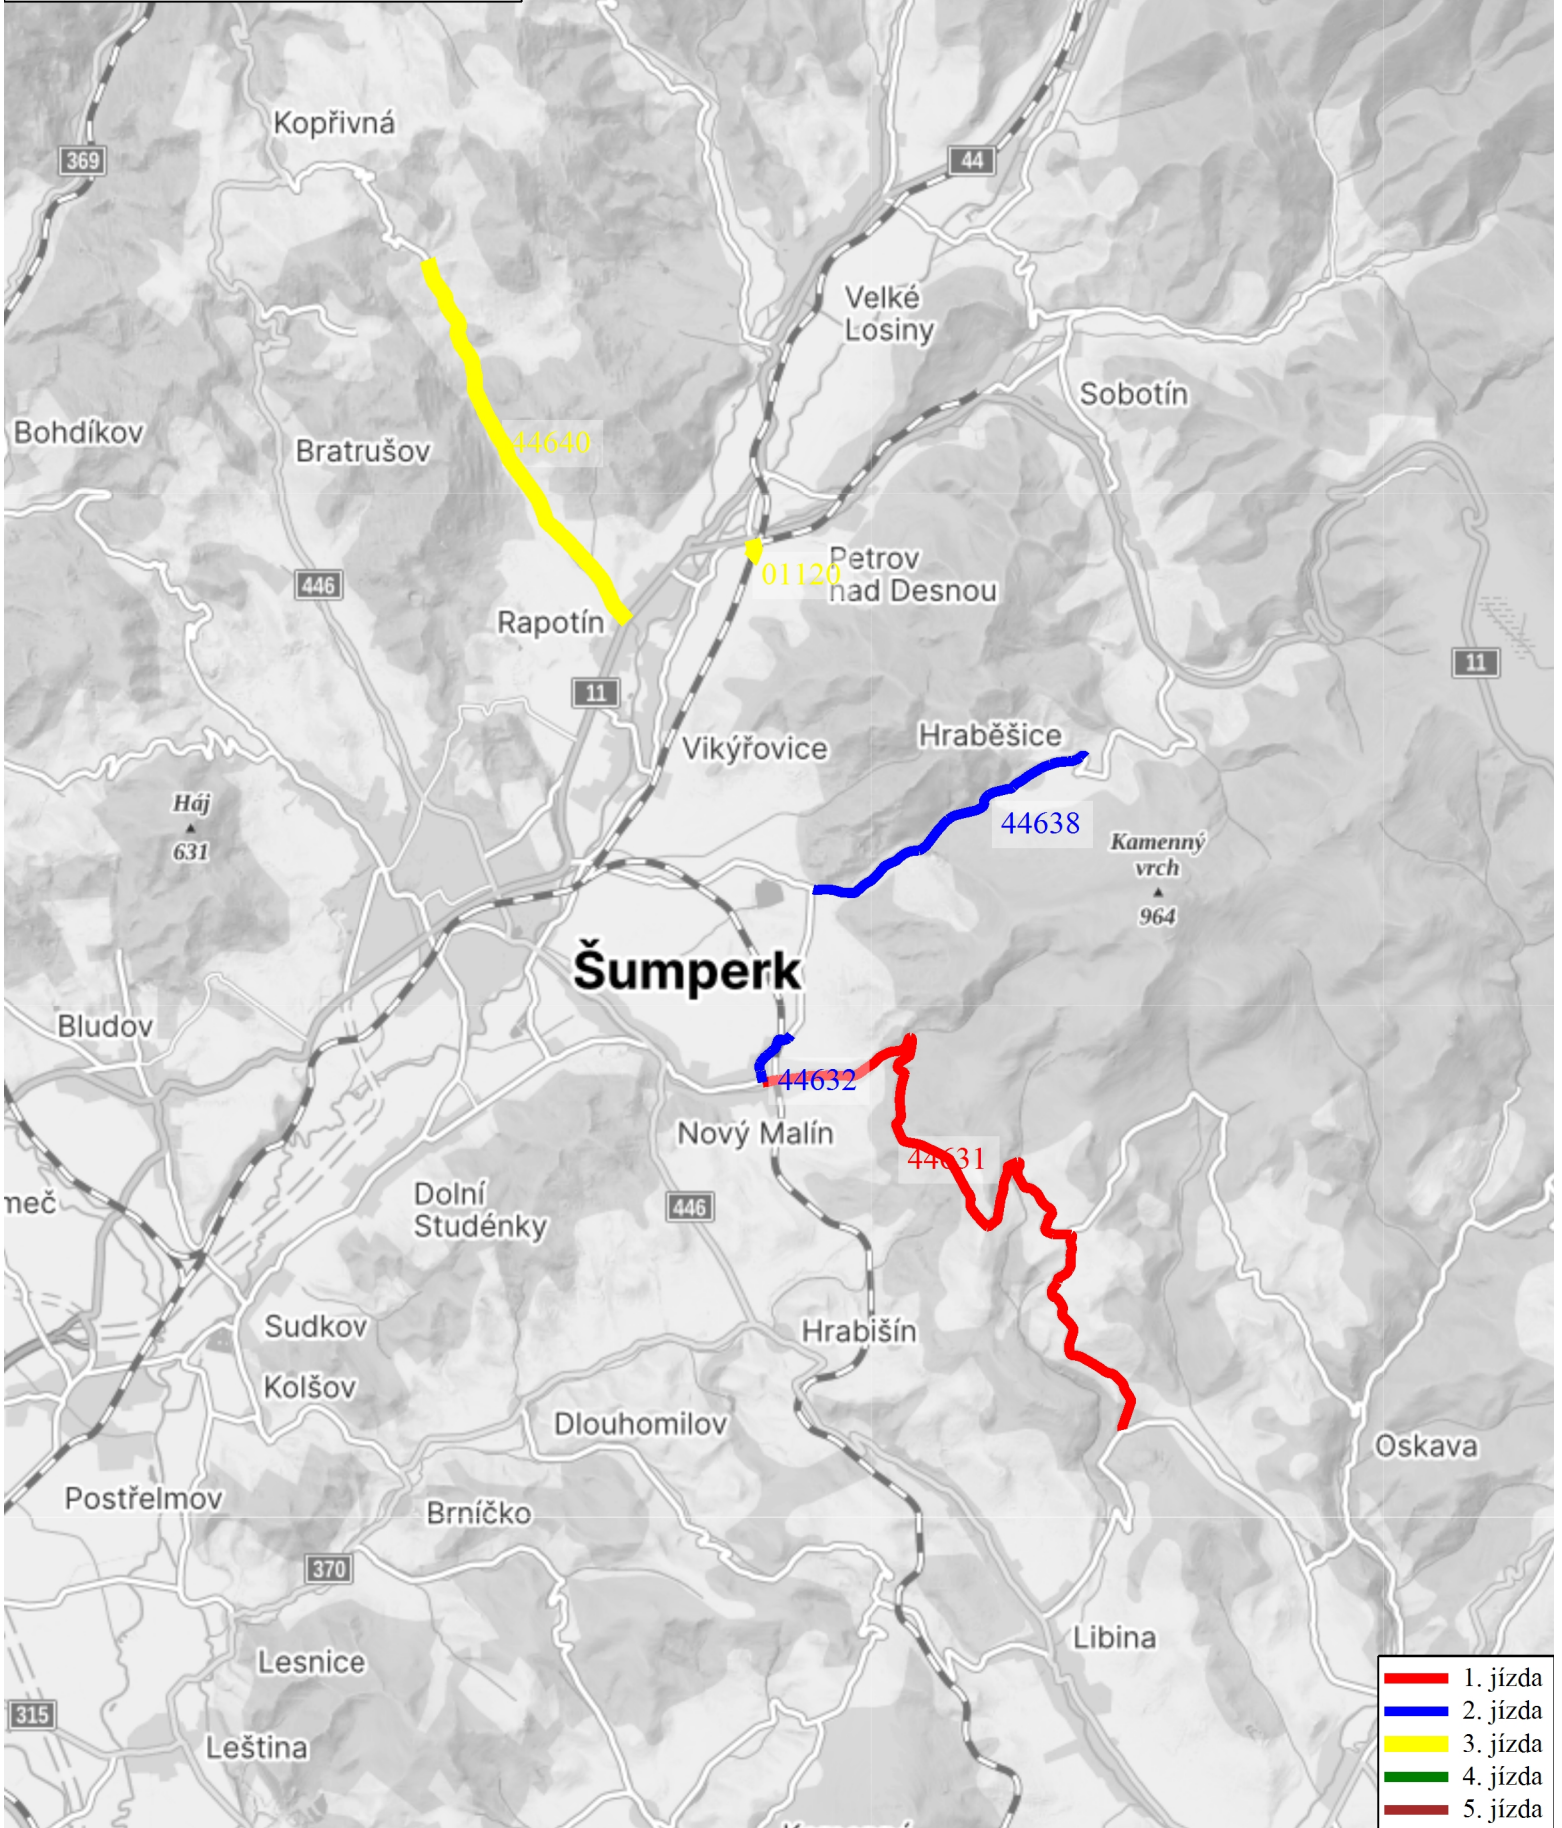 Kopřivná
369
44
Velké
Losiny
Sobotín
Bohdíkov
Bratrušov
44640
Petrov
nad Desnou
01120
446
Rapotín
11
11
Vikýřovice
Hraběšice
Háj
631
44638
Kamenný
vrch
964
Šumperk
Bludov
44632
Nový Malín
44631
meč
Dolní
Studénky
446
Sudkov
Hrabišín
Kolšov
Dlouhomilov
Oskava
Postřelmov
Brníčko
370
Libina
Lesnice
315
Leština
1. jízda
2. jízda
3. jízda
4. jízda
5. jízda